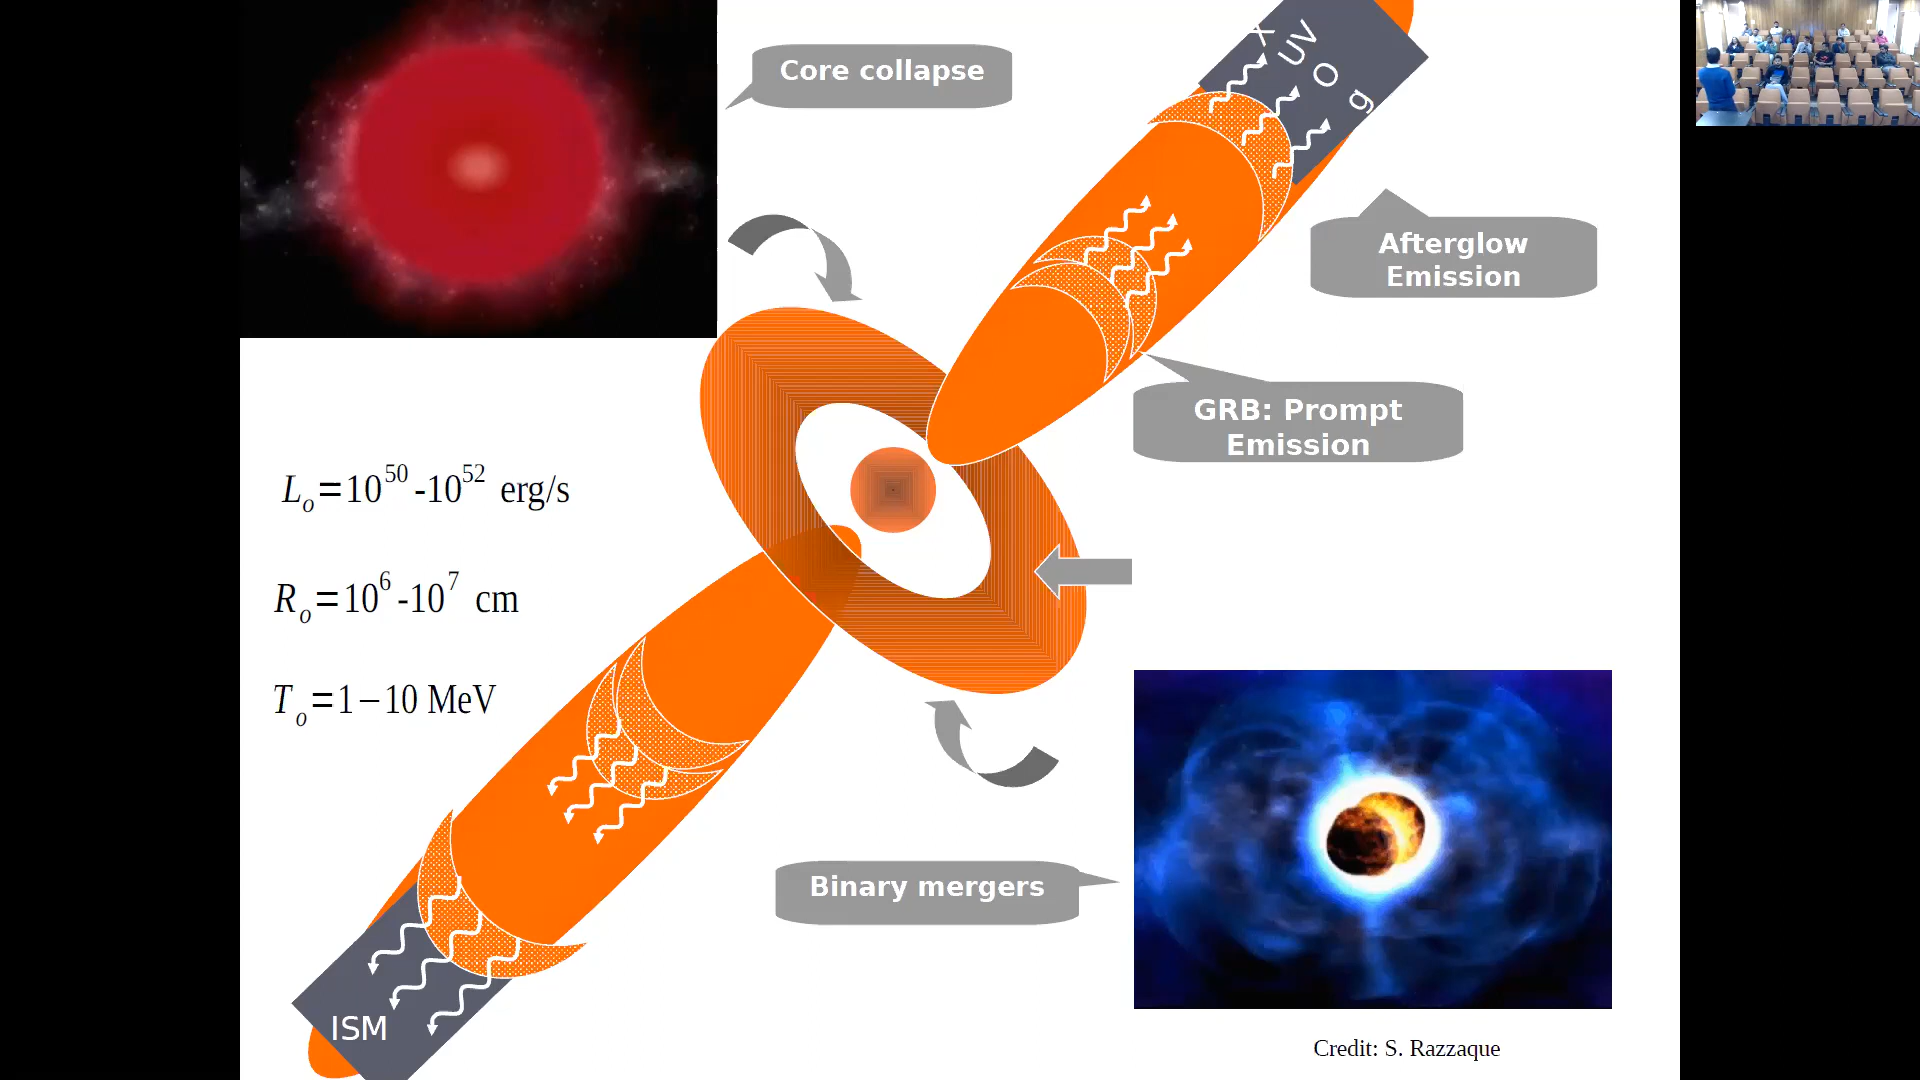 Core collapse
X
UV
O
g
Afterglow
Emission
GRB: Prompt
Emission
L_o=10^50-10^52 erg/s
R_o=10^6-10^7 cm
T_o=1−10 MeV
Binary mergers
ISM
Credit: S. Razzaque